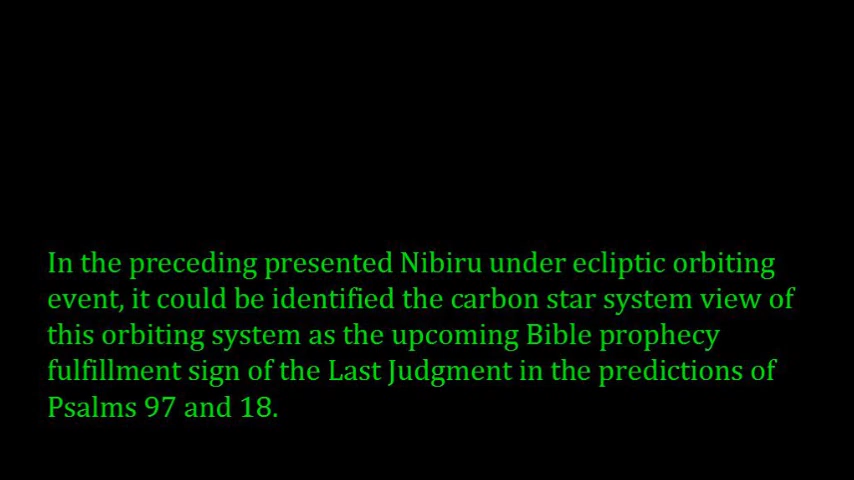 In the preceding presented Nibiru under ecliptic orbiting
event, it could be identified the carbon star system view of
this orbiting system as the upcoming Bible prophecy
fulfillment sign of the Last Judgment in the predictions of
Psalms 97 and 18.